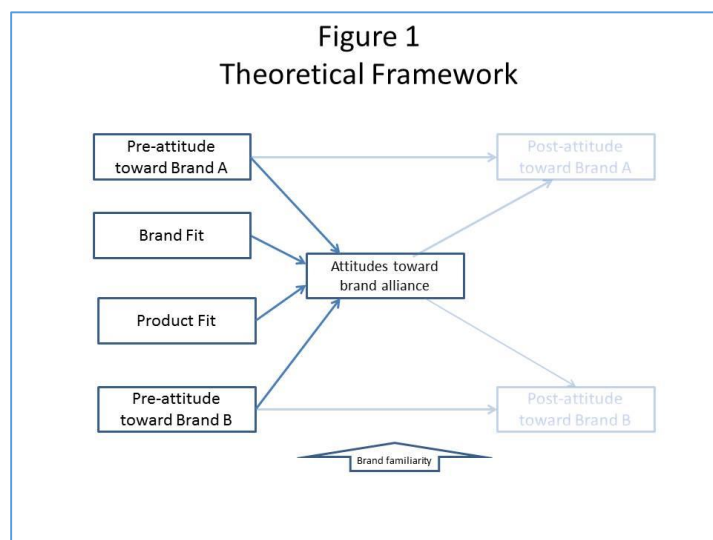 Figure 1
Theoretical Framework
Pre-attitude
toward Brand A
Post-attitude
toward Brand A
Brand Fit
Attitudes toward
brand alliance
Product Fit
Pre-attitude
toward Brand B
Post-attitude
toward Brand B
Brand familiarity